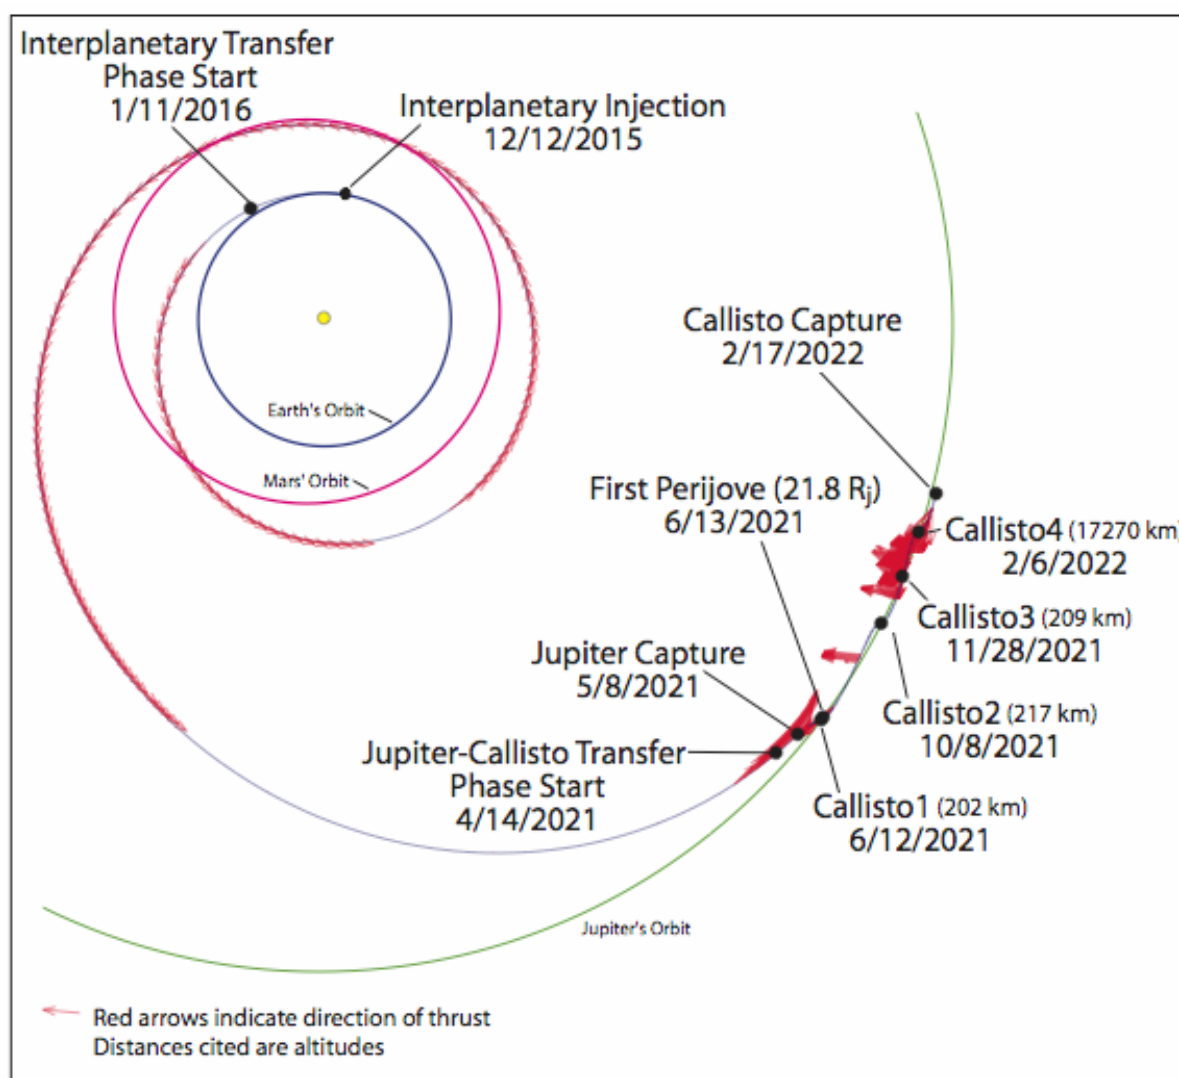 Interplanetary Transfer
Phase Start
1/11/2016
Interplanetary Injection
12/12/2015
Callisto Capture
2/17/2022
Earth's Orbit
Mars' Orbit
First Perijove (21.8 Rj)
6/13/2021
Callisto4 (17270 km)
2/6/2022
Callisto3 (209 km)
11/28/2021
Jupiter Capture
5/8/2021
Callisto2 (217 km)
10/8/2021
Jupiter-Callisto Transfer
Phase Start
4/14/2021
Callisto1 (202 km)
6/12/2021
Jupiter's Orbit
Red arrows indicate direction of thrust
Distances cited are altitudes